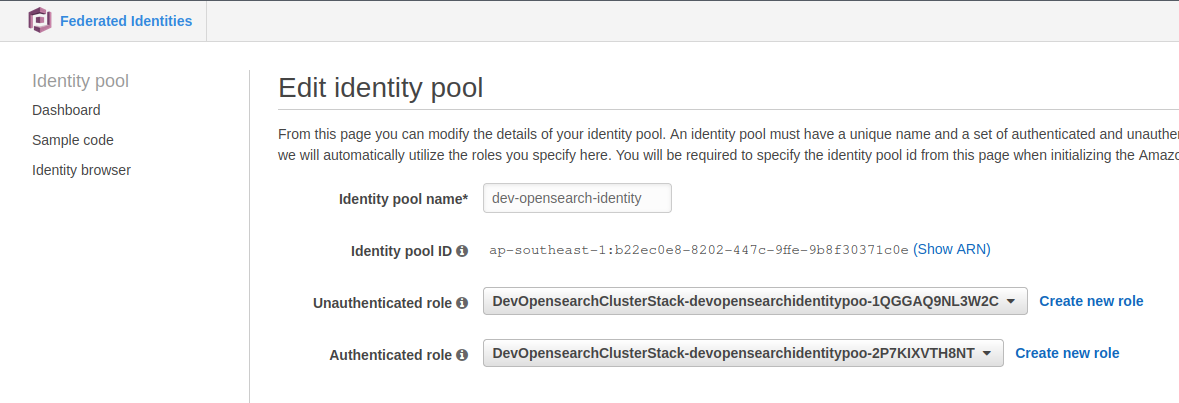 Federated Identities
Identity pool
Dashboard
Sample code
Identity browser
Edit identity pool
From this page you can modify the details of your identity pool. An identity pool must have a unique name and a set of authenticated and
we will automatically utilize the roles you specify here. You will be required to specify the identity pool id from this page when initializing the
Identity pool name* dev-opensearch-identity
Identity pool ID ap-southeast-1:b22ec0e8-8202-447c-9ffe-9b8f30371c0e (Show ARN)
Unauthenticated role DevOpensearchClusterStack-devopensearchidentitypoo-1QGGAQ9NL3W2C Create new role
Authenticated role DevOpensearchClusterStack-devopensearchidentitypoo-2P7KIXVTH8NT Create new role